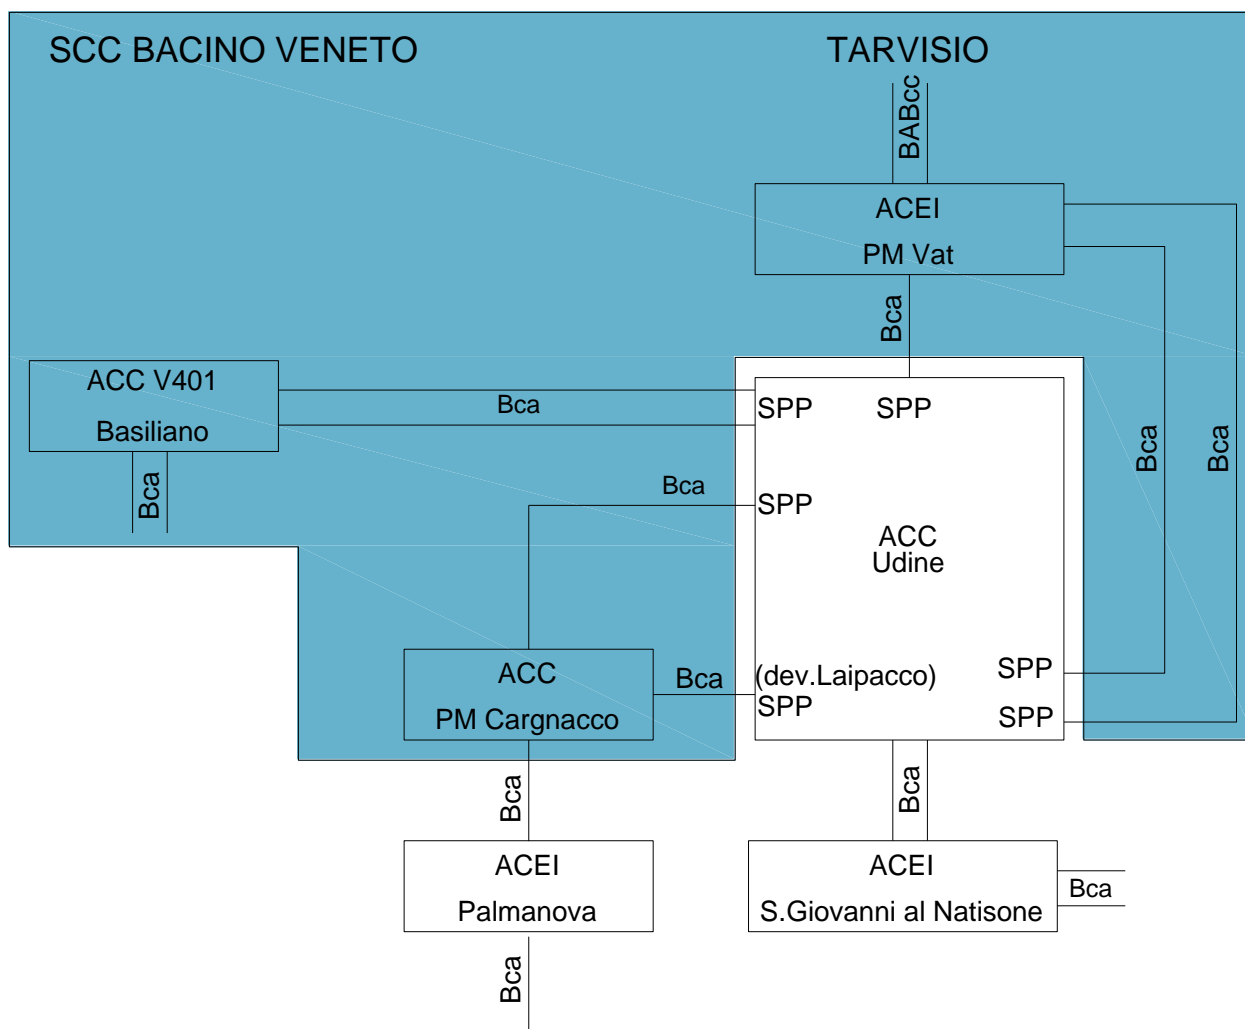 SCC BACINO VENETO
TARVISIO
BABcc
ACEI
PM Vat
Bca
ACC V401
Basiliano
Bca
Bca
SPP
SPP
Bca
Bca
Bca
SPP
ACC
Udine
ACC
PM Cargnacco
Bca
(dev.Laipacco)
SPP
SPP
SPP
Bca
Bca
ACEI
Palmanova
ACEI
S.Giovanni al Natisone
Bca
Bca